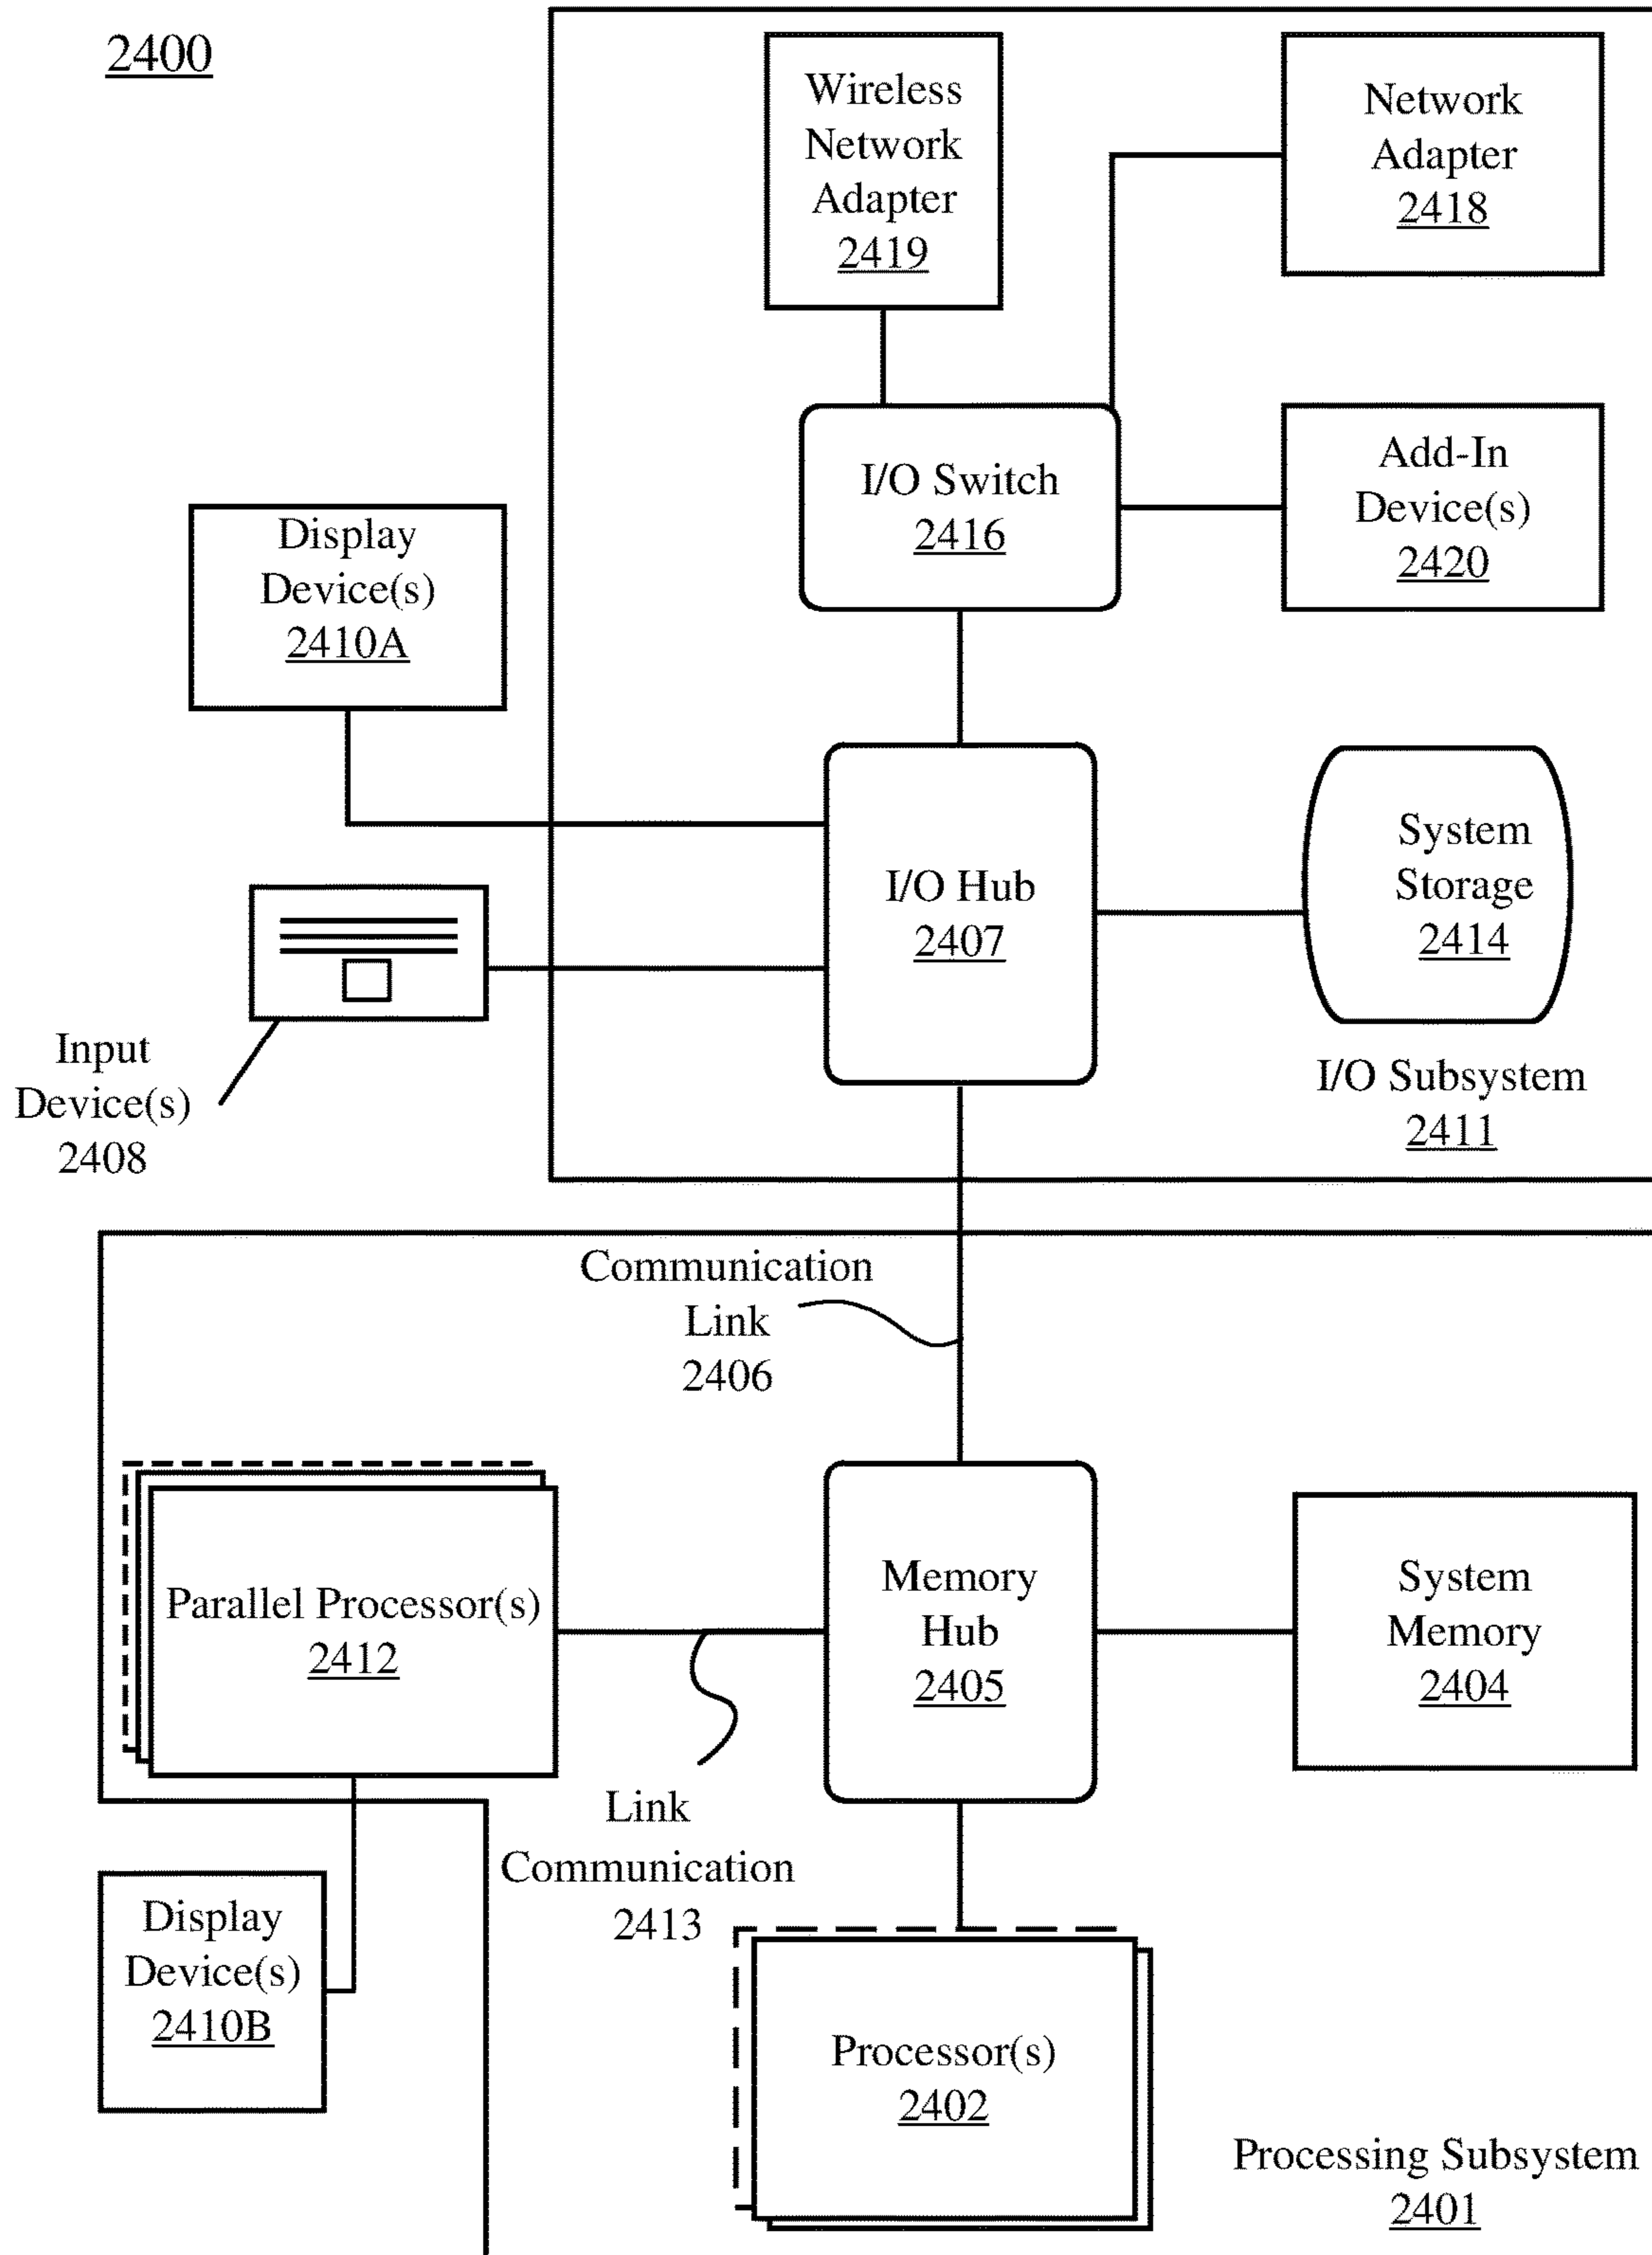 2400
Wireless
Network
Adapter
2419
Network
Adapter
2418
I/O Switch
2416
Add-In
Device(s)
2420
Display
Device(s)
2410A
I/O Hub
2407
System
Storage
2414
Input
Device(s)
2408
I/O Subsystem
2411
Communication
Link
2406
Parallel Processor(s)
2412
Memory
Hub
2405
System
Memory
2404
Link
Communication
2413
Display
Device(s)
2410B
Processor(s)
2402
Processing Subsystem
2401